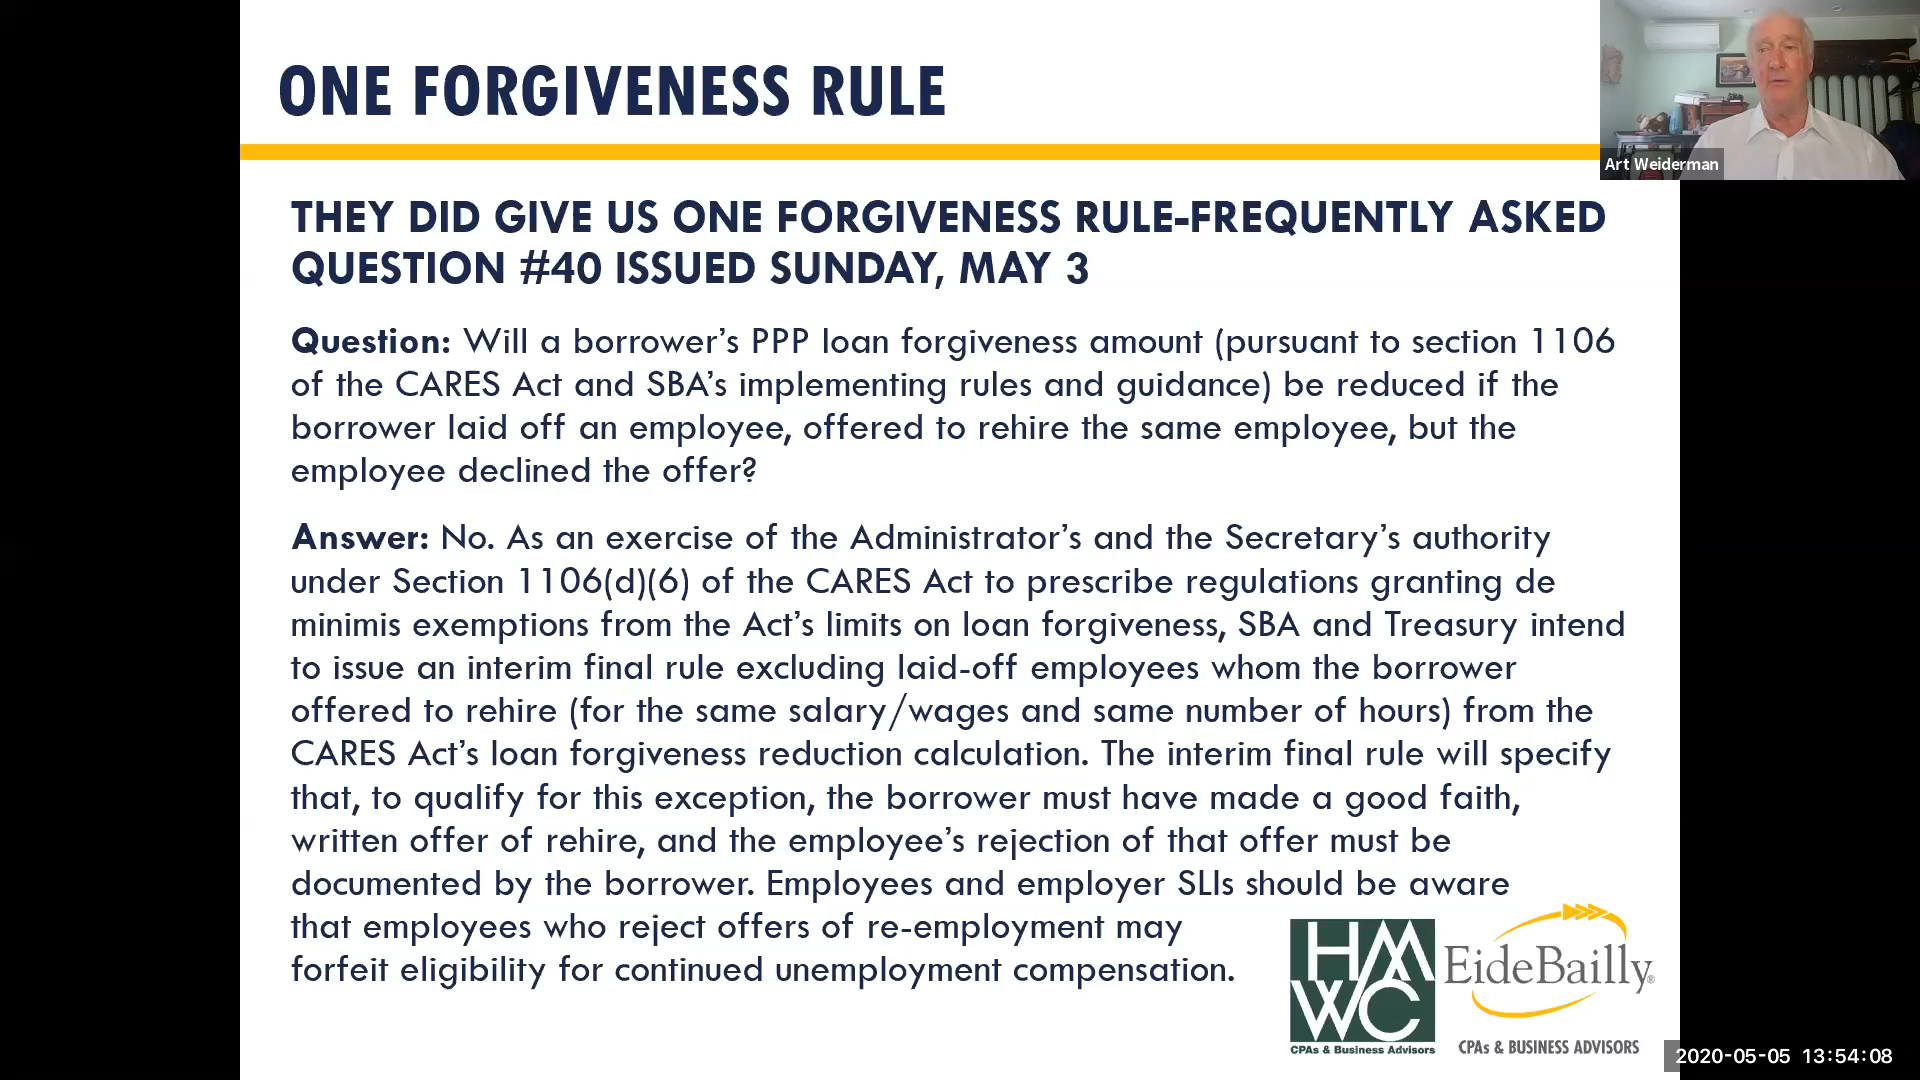 ONE FORGIVENESS RULE
Art Weiderman
THEY DID GIVE US ONE FORGIVENESS RULE-FREQUENTLY ASKED
QUESTION #40 ISSUED SUNDAY, MAY 3
Question: Will a borrower’s PPP loan forgiveness amount (pursuant to section 1106
of the CARES Act and SBA’s implementing rules and guidance) be reduced if the
borrower laid off an employee, offered to rehire the same employee, but the
employee declined the offer?
Answer: No. As an exercise of the Administrator’s and the Secretary’s authority
under Section 1106(d)(6) of the CARES Act to prescribe regulations granting de
minimis exemptions from the Act’s limits on loan forgiveness, SBA and Treasury intend
to issue an interim final rule excluding laid-off employees whom the borrower
offered to rehire (for the same salary/wages and same number of hours) from the
CARES Act’s loan forgiveness reduction calculation. The interim final rule will specify
that, to qualify for this exception, the borrower must have made a good faith,
written offer of rehire, and the employee’s rejection of that offer must be
documented by the borrower. Employees and employer SLIs should be aware
that employees who reject offers of re-employment may
forfeit eligibility for continued unemployment compensation.
HM
WC
CPAs & Business Advisors
EideBailly®
CPAs & BUSINESS ADVISORS
2020-05-05 13:54:08